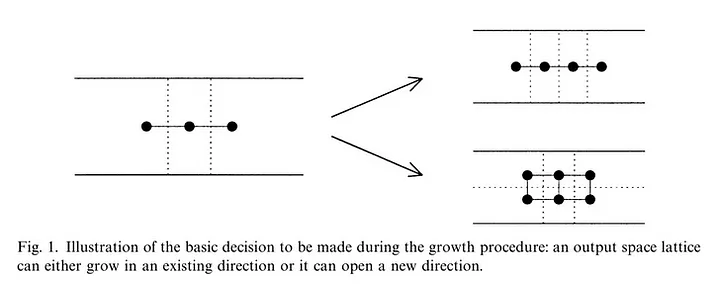 Fig. 1. Illustration of the basic decision to be made during the growth procedure: an output space lattice
can either grow in an existing direction or it can open a new direction.